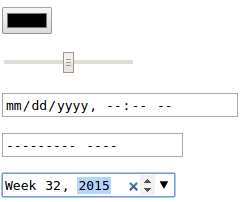 mm/dd/yyyy, --:-- --
--------- ----
Week 32, 2015